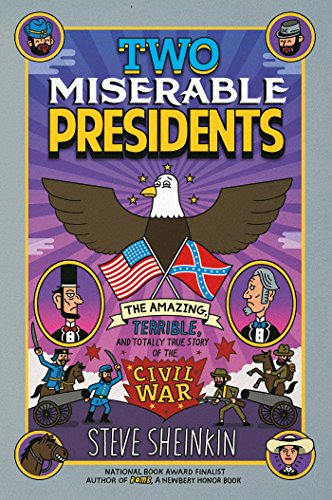 TWO
MISERABLE
PRESIDENTS
THE AMAZING,
TERRIBLE,
AND TOTALLY TRUE STORY
OF THE
CIVIL
WAR
STEVE SHEINKIN
NATIONAL BOOK AWARD FINALIST
AUTHOR OF BOMB, A NEWBERY HONOR BOOK